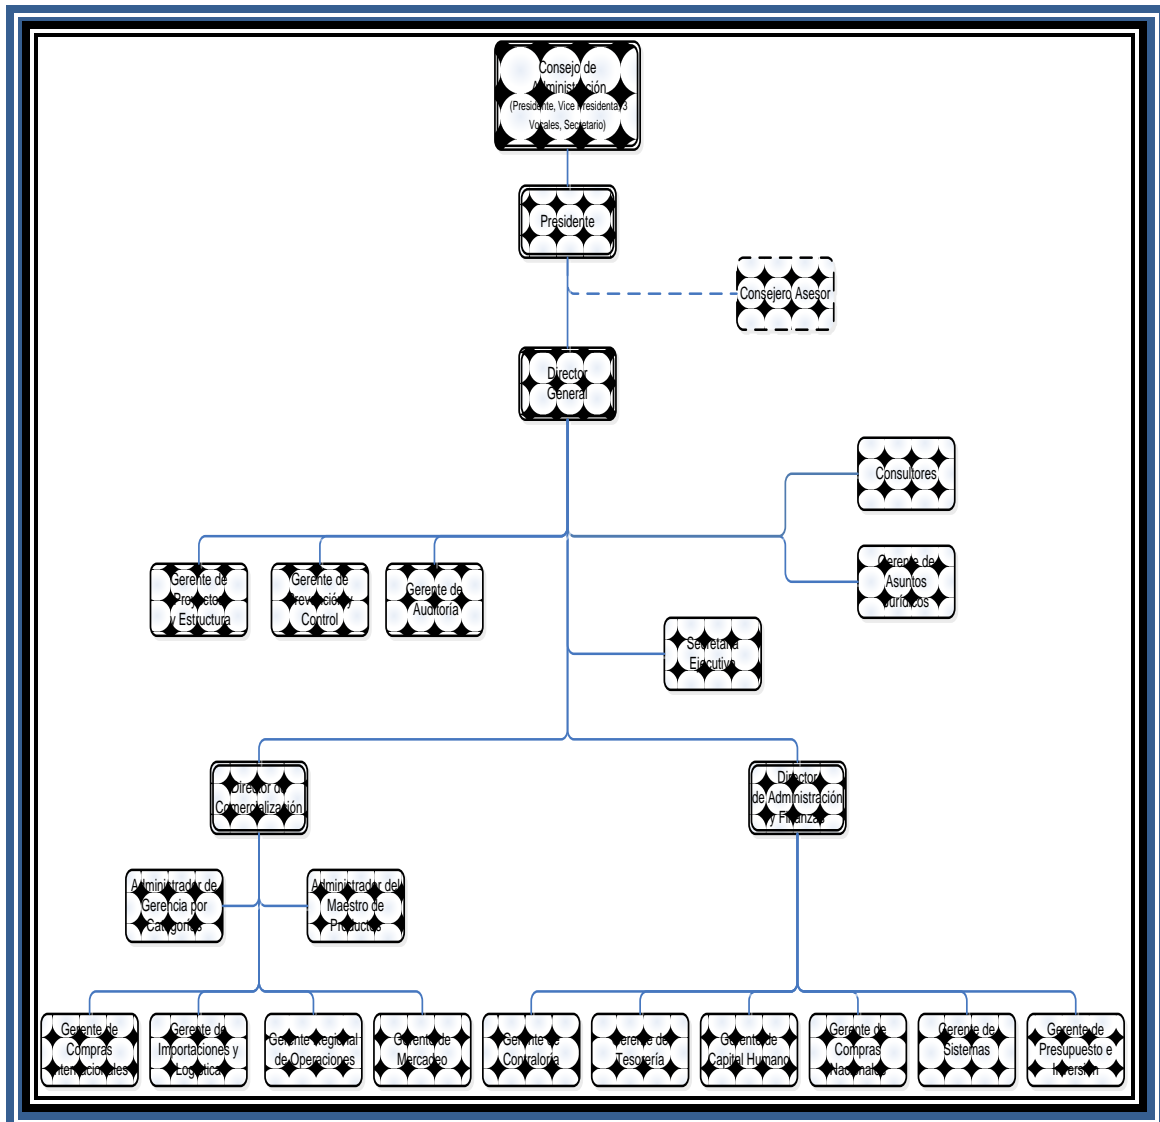 Consejo de
Administración
(Presidente, Vice Presidenta, 3
Vocales, Secretario)
Presidente
Consejero Asesor
Director
General
Consultores
Gerente de
Asuntos
Jurídicos
Gerente de
Proyectos
y Estructura
Gerente de
Prevención y
Control
Gerente de
Auditoría
Secretaria
Ejecutiva
Director de
Comercialización
Director
de Administración
y Finanzas
Administrador de
Gerencia por
Categorías
Administrador del
Maestro de
Productos
Gerente de
Compras
Internacionales
Gerente de
Importaciones y
Logística
Gerente Regional
de Operaciones
Gerente de
Mercadeo
Gerente de
Contraloría
Gerente de
Tesorería
Gerente de
Capital Humano
Gerente de
Compras
Nacionales
Gerente de
Sistemas
Gerente de
Presupuesto e
Inversión